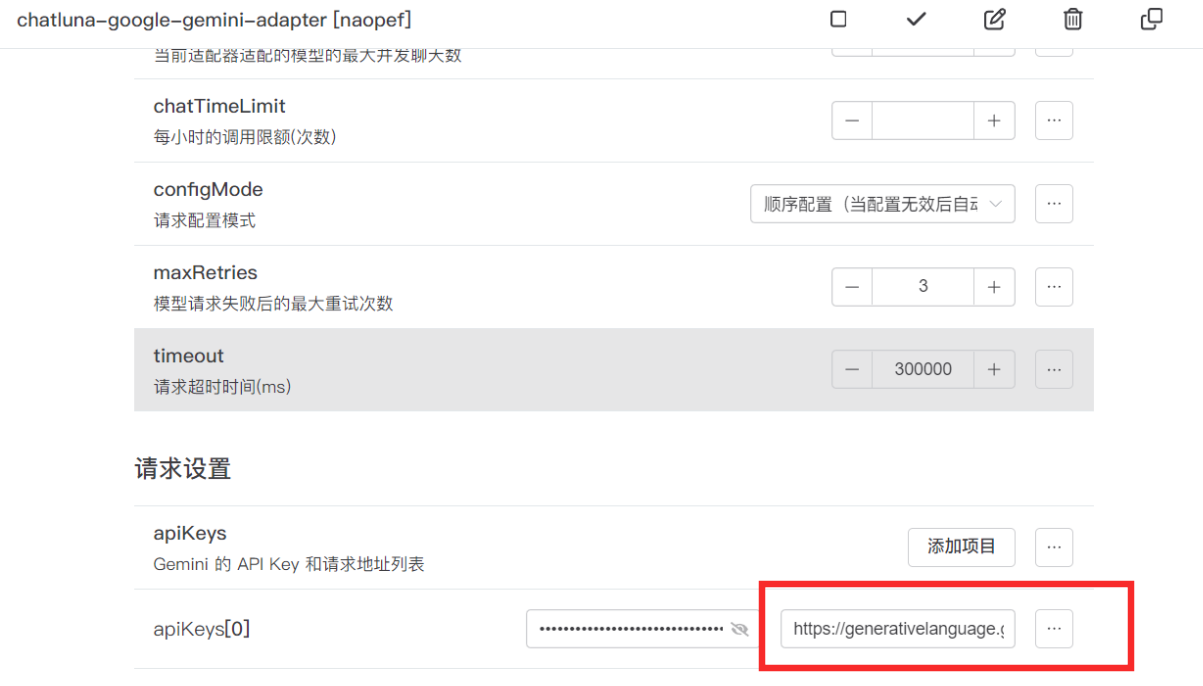 chatluna-google-gemini-adapter [naopef]
当前适配器适配的模型的最大并发聊天数
chatTimeLimit
每小时的调用限额(次数)
configMode
请求配置模式
顺序配置（当配置无效后自动
maxRetries
模型请求失败后的最大重试次数
3
timeout
请求超时时间(ms)
300000
请求设置
apiKeys
Gemini 的 API Key 和请求地址列表
添加项目
apiKeys[0]
https://generativelanguage.g